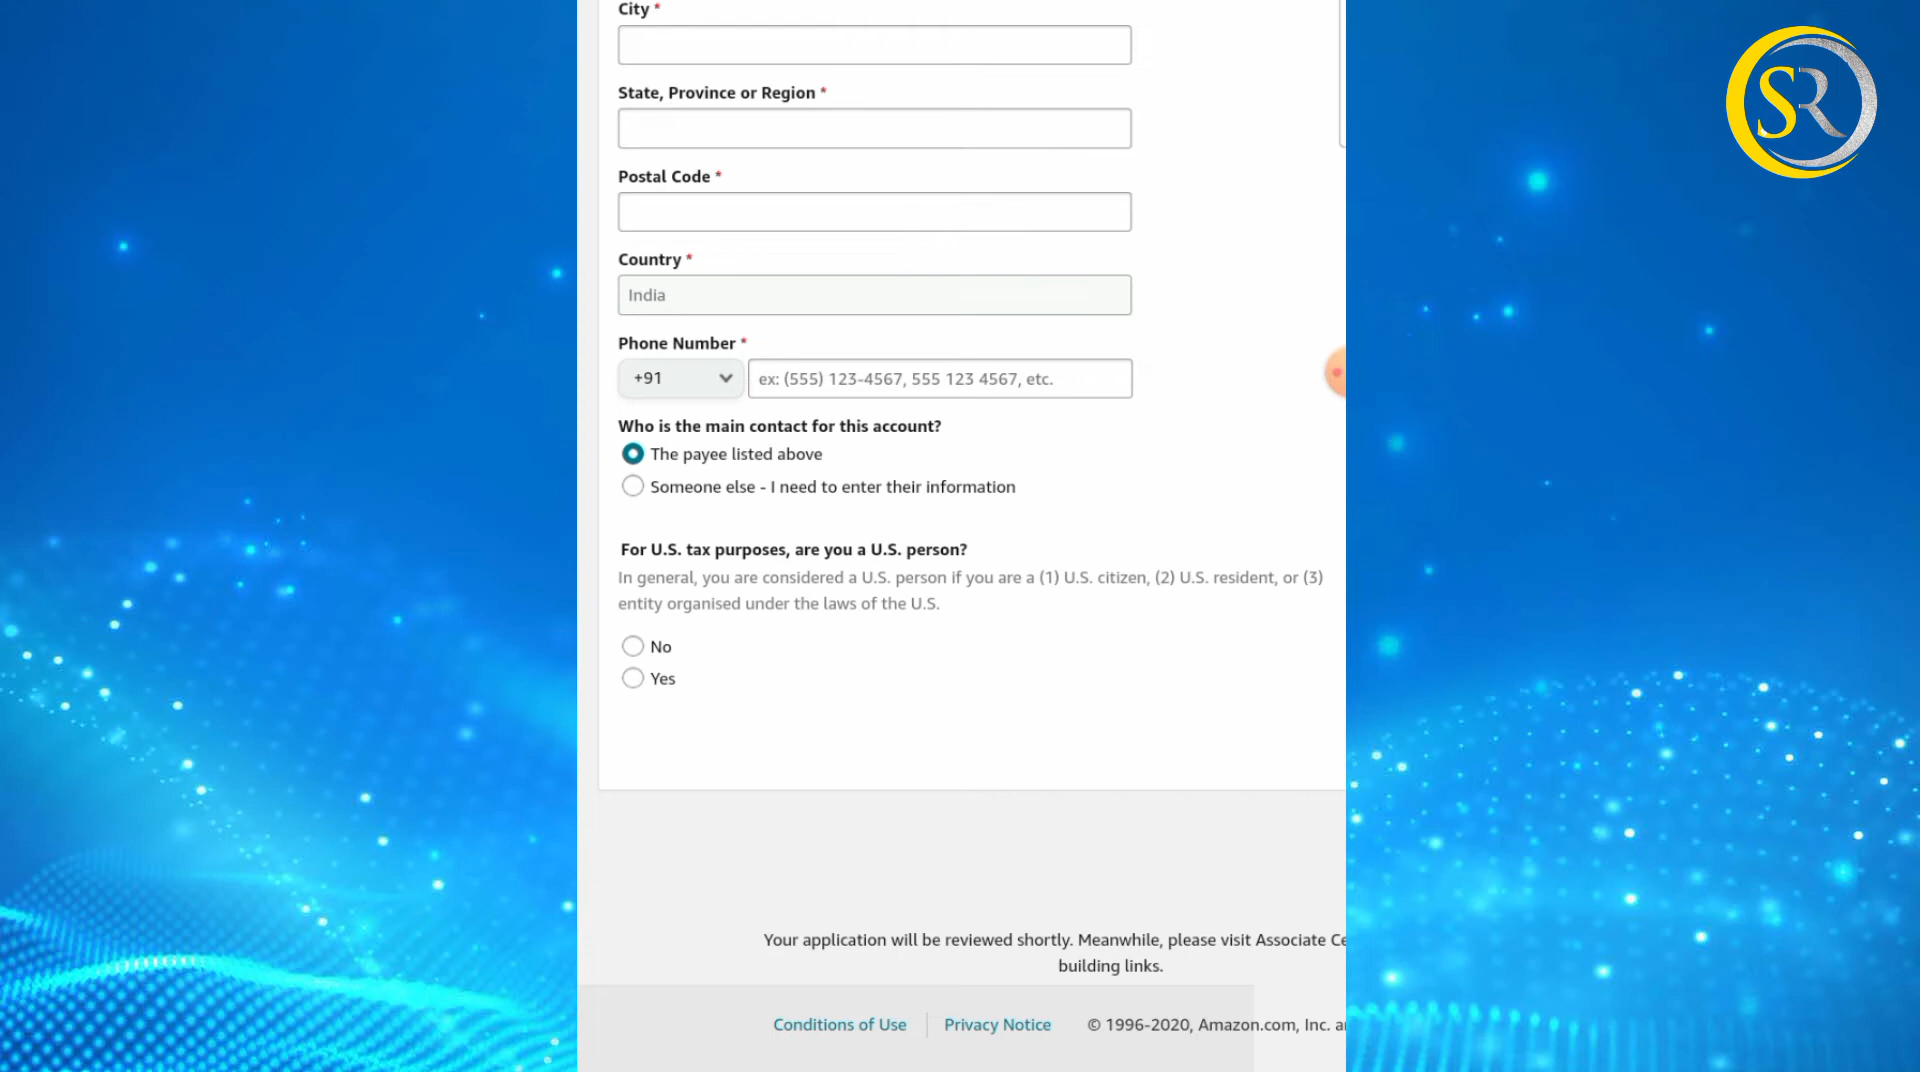 City *
State, Province or Region *
Postal Code *
Country *
India
Phone Number *
+91
ex: (555) 123-4567, 555 123 4567, etc.
Who is the main contact for this account?
The payee listed above
Someone else - I need to enter their information
For U.S. tax purposes, are you a U.S. person?
In general, you are considered a U.S. person if you are a (1) U.S. citizen, (2) U.S. resident, or (3)
entity organised under the laws of the U.S.
No
Yes
Your application will be reviewed shortly. Meanwhile, please visit Associate Ce
building links.
Conditions of Use
Privacy Notice
© 1996-2020, Amazon.com, Inc. a
SR